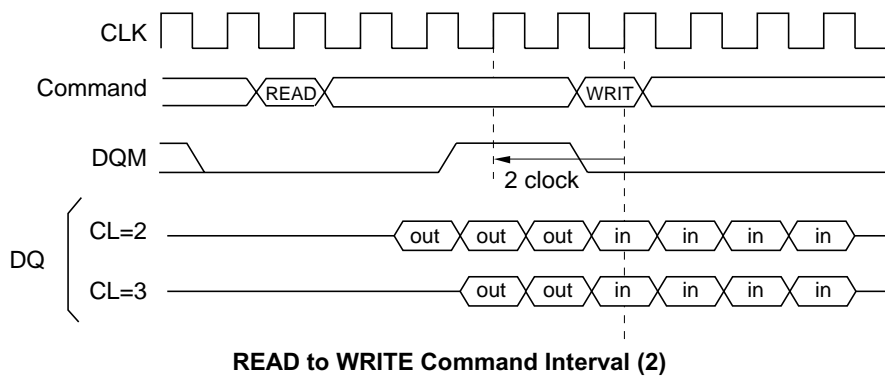 CLK
Command READ WRIT
DQM
2 clock
DQ
CL=2 out out out in in in in
CL=3 out out in in in in
READ to WRITE Command Interval (2)